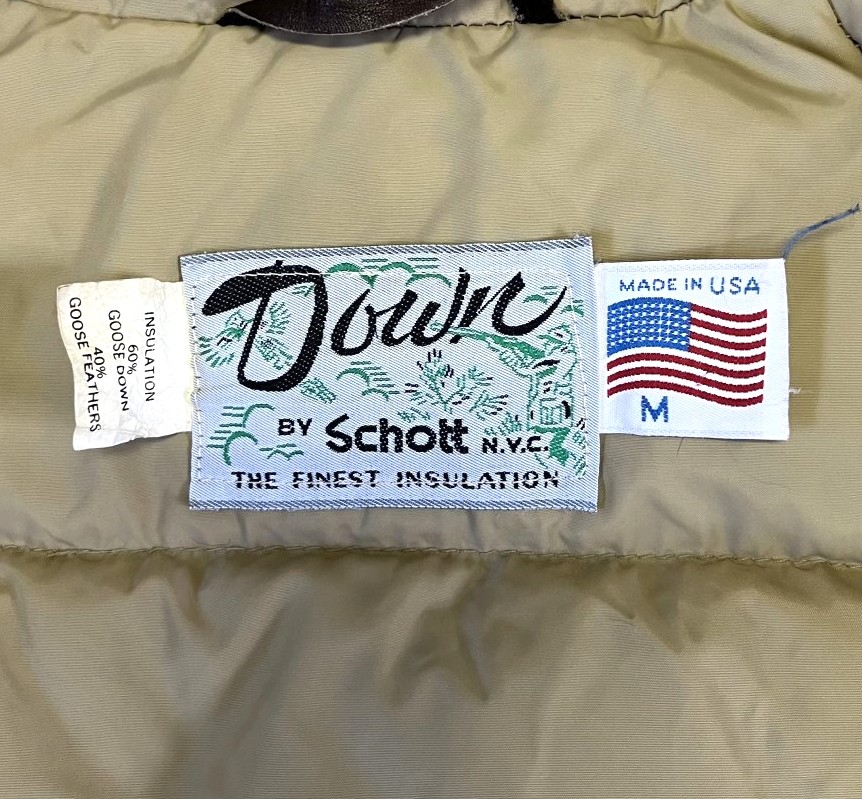 INSULATION
60%
GOOSE DOWN
40%
GOOSE FEATHERS
Down
BY Schott N.Y.C.
THE FINEST INSULATION
MADE IN USA
M